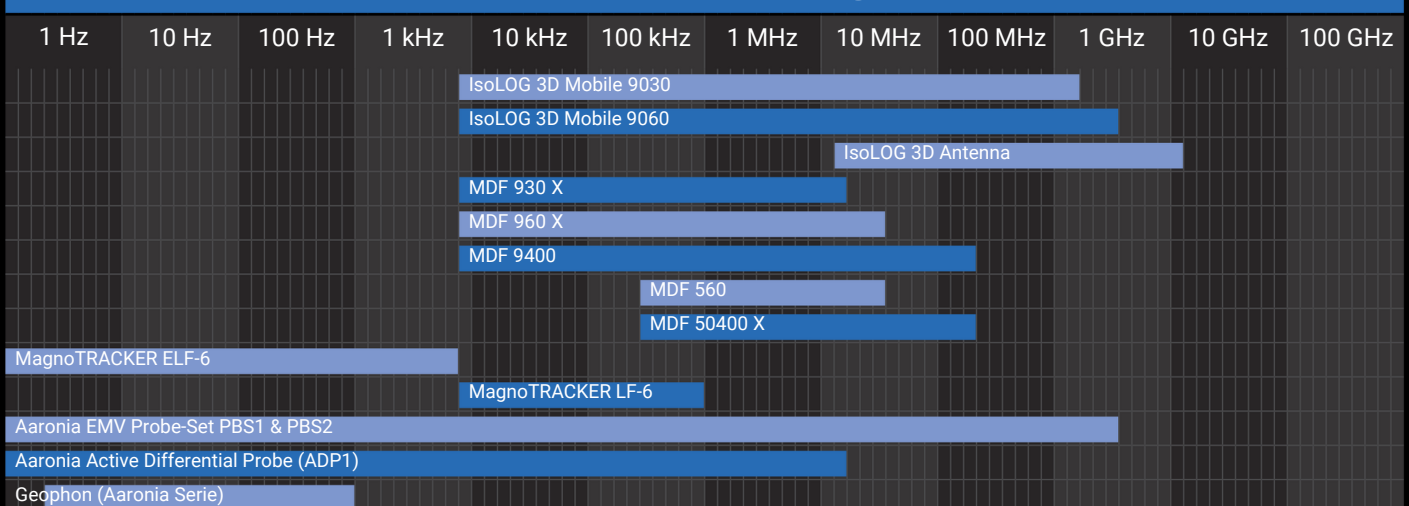 1 Hz 10 Hz 100 Hz 1 kHz 10 kHz 100 kHz 1 MHz 10 MHz 100 MHz 1 GHz 10 GHz 100 GHz
IsoLOG 3D Mobile 9030
IsoLOG 3D Mobile 9060
IsoLOG 3D Antenna
MDF 930 X
MDF 960 X
MDF 9400
MDF 560
MDF 50400 X
MagnoTRACKER ELF-6
MagnoTRACKER LF-6
Aaronia EMV Probe-Set PBS1 & PBS2
Aaronia Active Differential Probe (ADP1)
Geophon (Aaronia Serie)